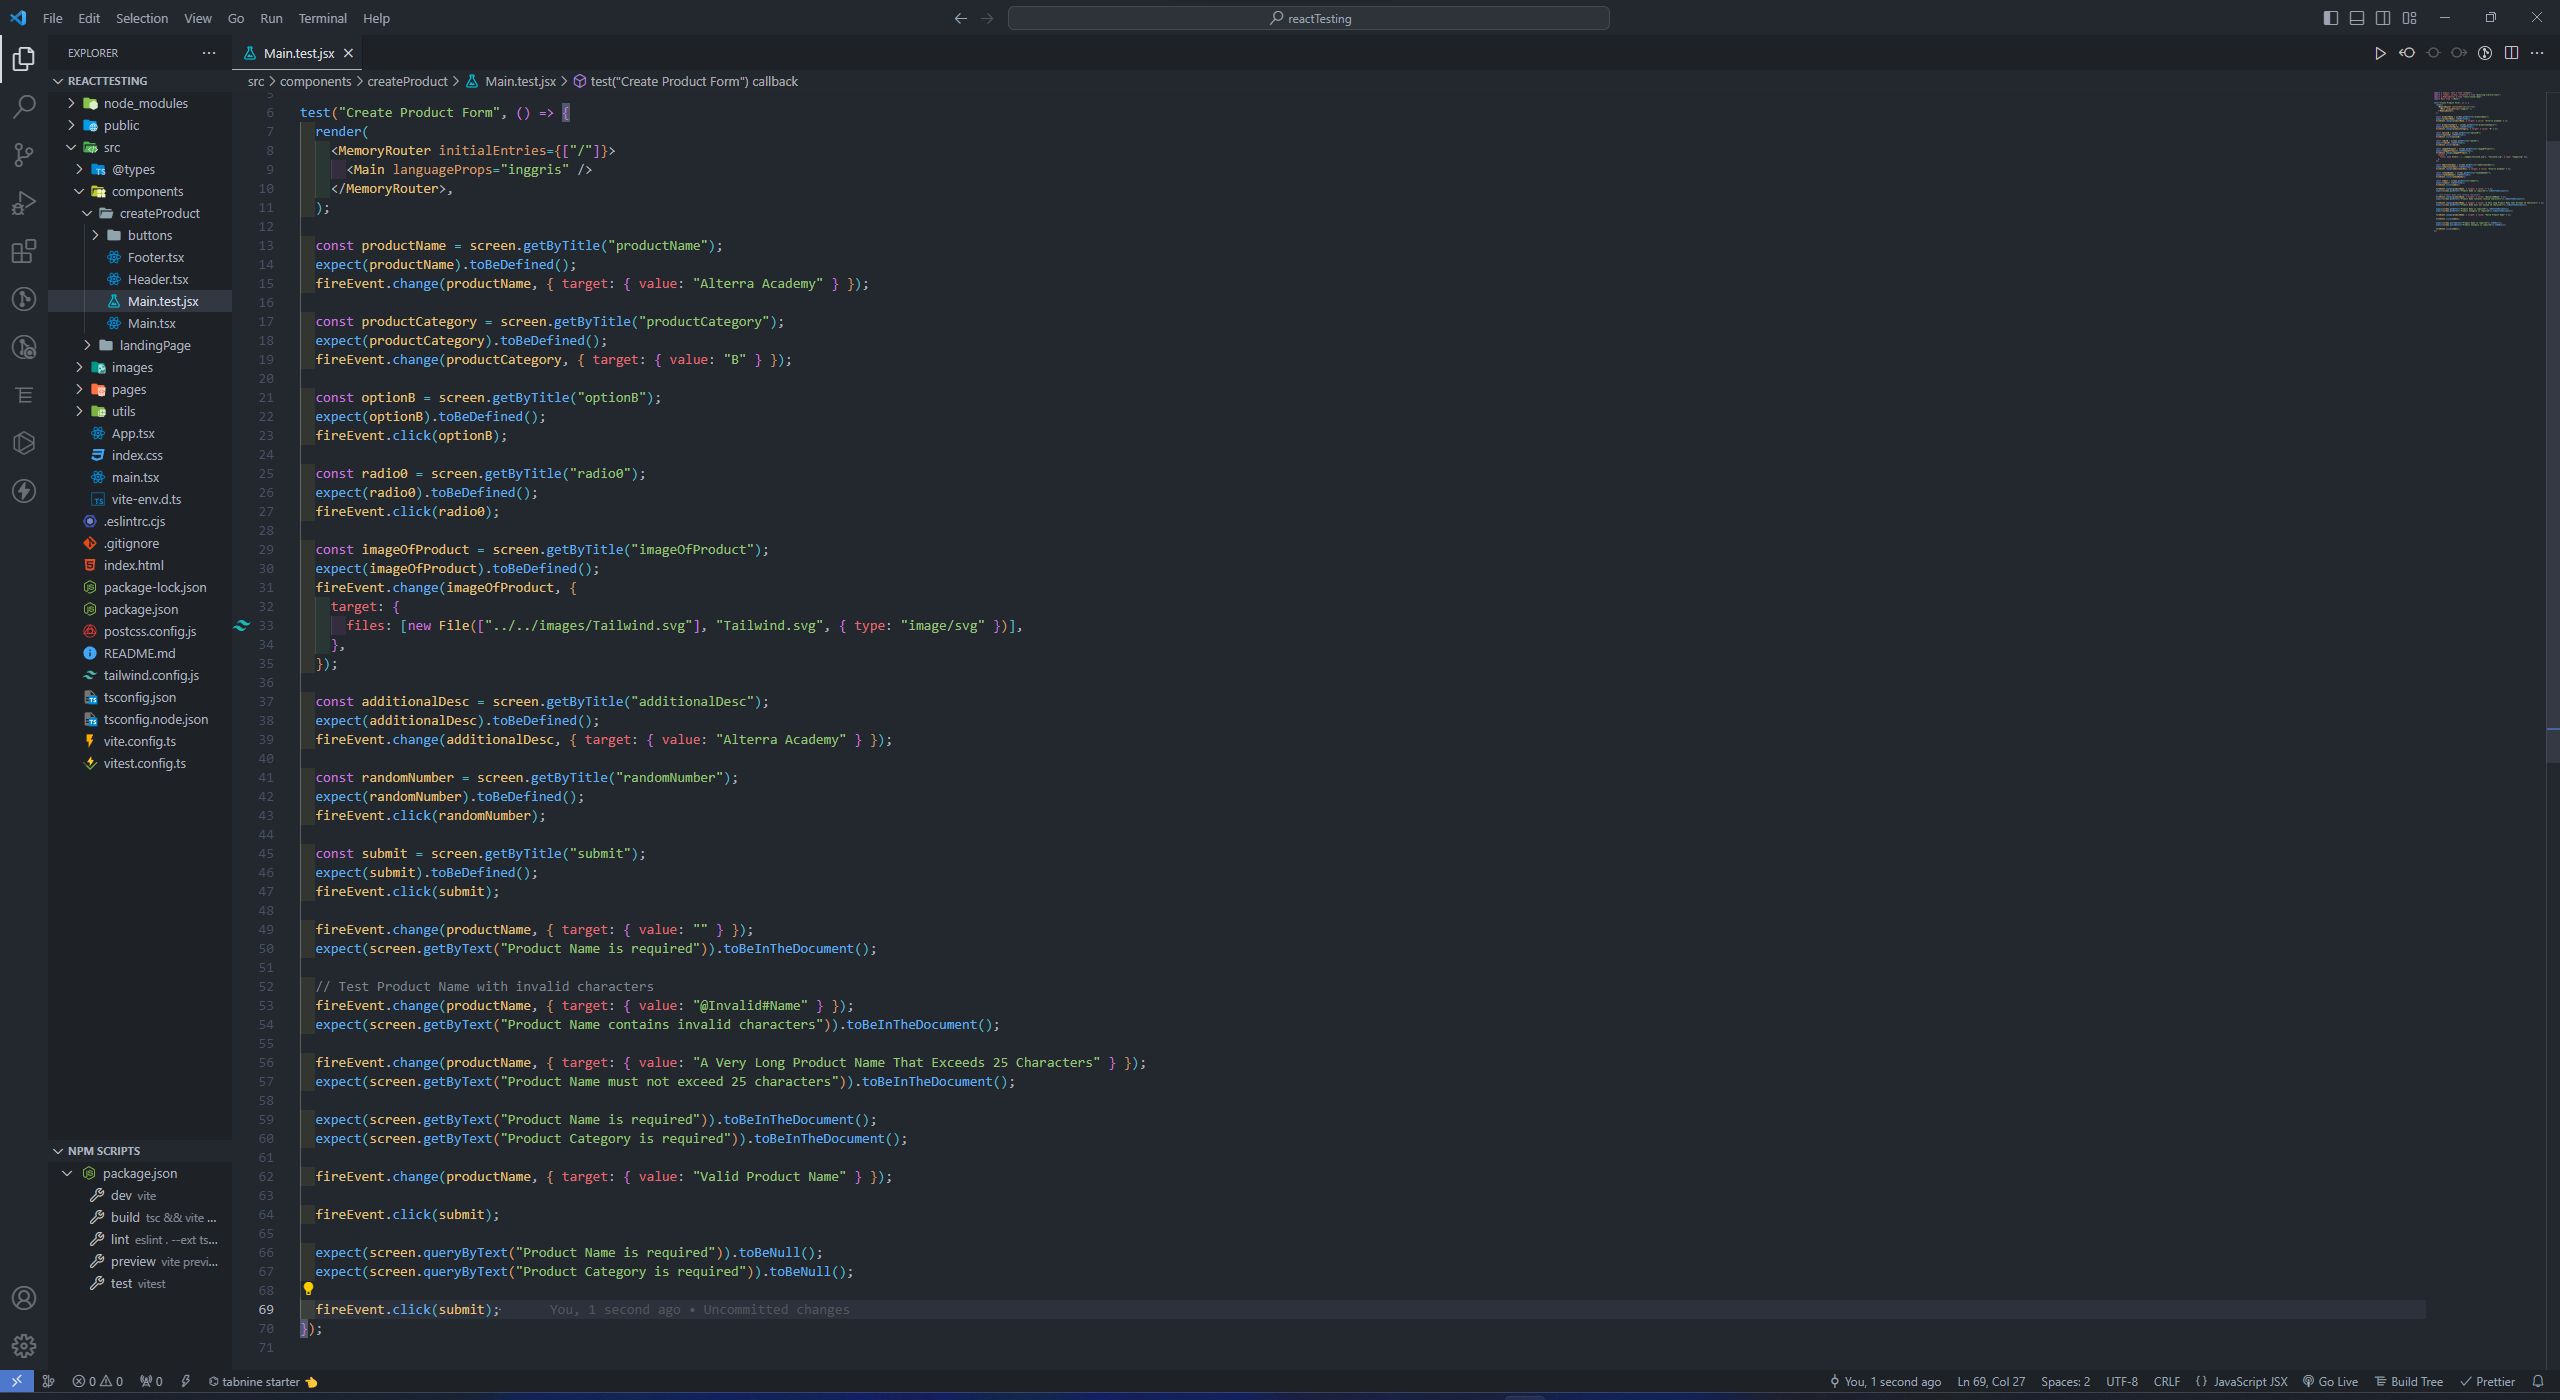 File Edit Selection View Go Run Terminal Help
reactTesting
EXPLORER
Main.test.jsx
REACTTESTING
src > components > createProduct > Main.test.jsx > test("Create Product Form") callback
node_modules
public
src
@types
components
createProduct
buttons
Footer.tsx
Header.tsx
Main.test.jsx
Main.tsx
landingPage
images
pages
utils
App.tsx
index.css
main.tsx
vite-env.d.ts
.eslintrc.cjs
.gitignore
index.html
package-lock.json
package.json
postcss.config.js
README.md
tailwind.config.js
tsconfig.json
tsconfig.node.json
vite.config.ts
vitest.config.ts
NPM SCRIPTS
package.json
dev vite
build tsc && vite ...
lint eslint . --ext ts...
preview vite previ...
test vitest
5
6 test("Create Product Form", () => {
7 render(
8 <MemoryRouter initialEntries={["/"]}>
9 <Main languageProps="inggris" />
10 </MemoryRouter>,
11 );
12
13 const productName = screen.getByTitle("productName");
14 expect(productName).toBeDefined();
15 fireEvent.change(productName, { target: { value: "Alterra Academy" } });
16
17 const productCategory = screen.getByTitle("productCategory");
18 expect(productCategory).toBeDefined();
19 fireEvent.change(productCategory, { target: { value: "B" } });
20
21 const optionB = screen.getByTitle("optionB");
22 expect(optionB).toBeDefined();
23 fireEvent.click(optionB);
24
25 const radio0 = screen.getByTitle("radio0");
26 expect(radio0).toBeDefined();
27 fireEvent.click(radio0);
28
29 const imageOfProduct = screen.getByTitle("imageOfProduct");
30 expect(imageOfProduct).toBeDefined();
31 fireEvent.change(imageOfProduct, {
32 target: {
33 files: [new File(["../../images/Tailwind.svg"], "Tailwind.svg", { type: "image/svg" })],
34 },
35 });
36
37 const additionalDesc = screen.getByTitle("additionalDesc");
38 expect(additionalDesc).toBeDefined();
39 fireEvent.change(additionalDesc, { target: { value: "Alterra Academy" } });
40
41 const randomNumber = screen.getByTitle("randomNumber");
42 expect(randomNumber).toBeDefined();
43 fireEvent.click(randomNumber);
44
45 const submit = screen.getByTitle("submit");
46 expect(submit).toBeDefined();
47 fireEvent.click(submit);
48
49 fireEvent.change(productName, { target: { value: "" } });
50 expect(screen.getByText("Product Name is required")).toBeInTheDocument();
51
52 // Test Product Name with invalid characters
53 fireEvent.change(productName, { target: { value: "@Invalid#Name" } });
54 expect(screen.getByText("Product Name contains invalid characters")).toBeInTheDocument();
55
56 fireEvent.change(productName, { target: { value: "A Very Long Product Name That Exceeds 25 Characters" } });
57 expect(screen.getByText("Product Name must not exceed 25 characters")).toBeInTheDocument();
58
59 expect(screen.getByText("Product Name is required")).toBeInTheDocument();
60 expect(screen.getByText("Product Category is required")).toBeInTheDocument();
61
62 fireEvent.change(productName, { target: { value: "Valid Product Name" } });
63
64 fireEvent.click(submit);
65
66 expect(screen.queryByText("Product Name is required")).toBeNull();
67 expect(screen.queryByText("Product Category is required")).toBeNull();
68
69 fireEvent.click(submit); You, 1 second ago • Uncommitted changes
70 });
71
0 0 0 tabnine starter You, 1 second ago Ln 69, Col 27 Spaces: 2 UTF-8 CRLF {} JavaScript JSX Go Live Build Tree Prettier